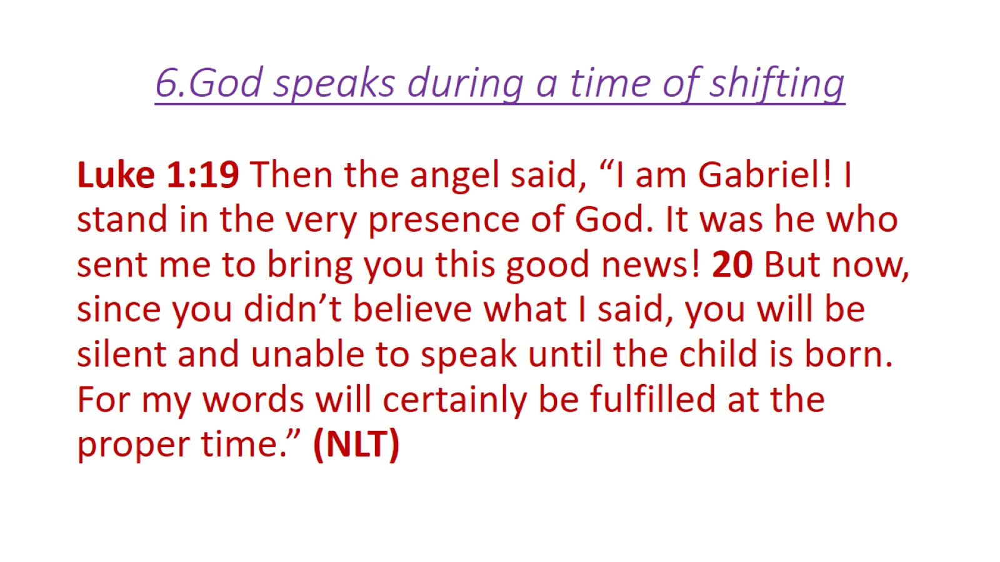 6.God speaks during a time of shifting
Luke 1:19 Then the angel said, “I am Gabriel! I
stand in the very presence of God. It was he who
sent me to bring you this good news! 20 But now,
since you didn’t believe what I said, you will be
silent and unable to speak until the child is born.
For my words will certainly be fulfilled at the
proper time.” (NLT)